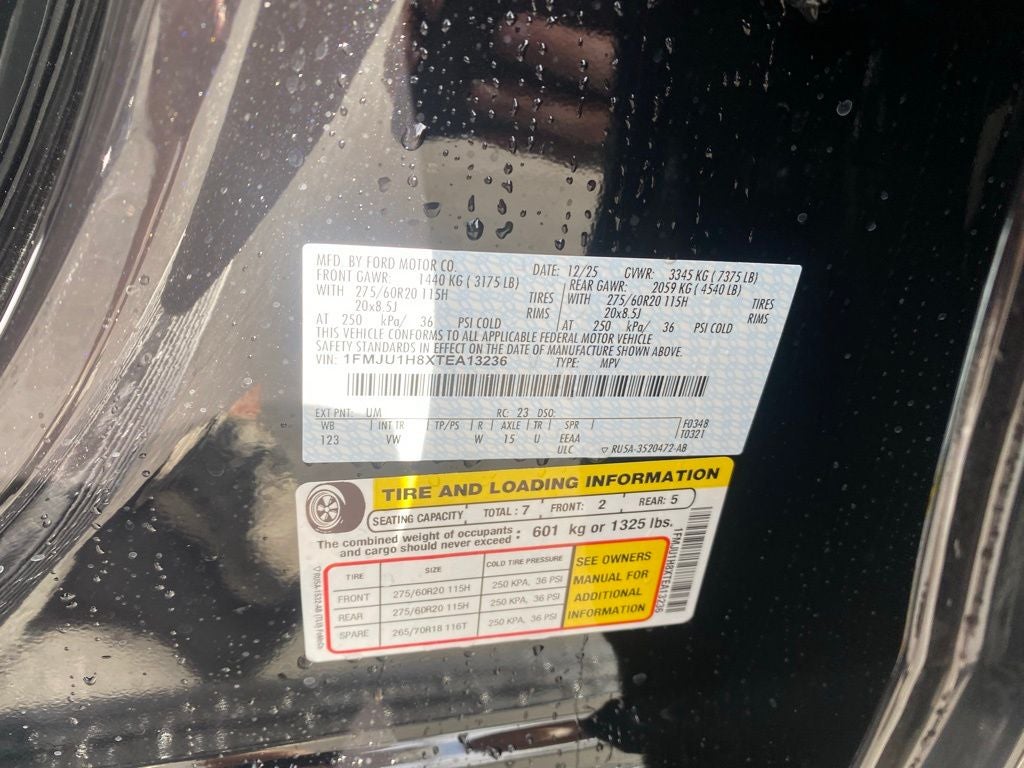 MFD. BY FORD MOTOR CO. DATE: 12/25 GVWR: 3345 KG ( 7375 LB)
FRONT GAWR: 1440 KG ( 3175 LB) REAR GAWR: 2059 KG ( 4540 LB)
WITH 275/60R20 115H TIRES WITH 275/60R20 115H TIRES
20x8.5J RIMS 20x8.5J RIMS
AT 250 kPa/ 36 PSI COLD AT 250 kPa/ 36 PSI COLD
THIS VEHICLE CONFORMS TO ALL APPLICABLE FEDERAL MOTOR VEHICLE
SAFETY STANDARDS IN EFFECT ON THE DATE OF MANUFACTURE SHOWN ABOVE.
VIN: 1FMJU1H8XTEA13236 TYPE: MPV
EXT PNT: UM RC: 23 DSO:
WB INT TR TP/PS R AXLE TR SPR F0348
123 VW W 15 U EEAA T0321
ULC ▽ RU5A-3520472-AB
TIRE AND LOADING INFORMATION
SEATING CAPACITY TOTAL : 7 FRONT: 2 REAR: 5
The combined weight of occupants
and cargo should never exceed : 601 kg or 1325 lbs.
TIRE SIZE COLD TIRE PRESSURE
FRONT 275/60R20 115H 250 KPA, 36 PSI
REAR 275/60R20 115H 250 KPA, 36 PSI
SPARE 265/70R18 116T 250 KPA, 36 PSI
SEE OWNERS
MANUAL FOR
ADDITIONAL
INFORMATION
1FMJU1H8XTEA13236